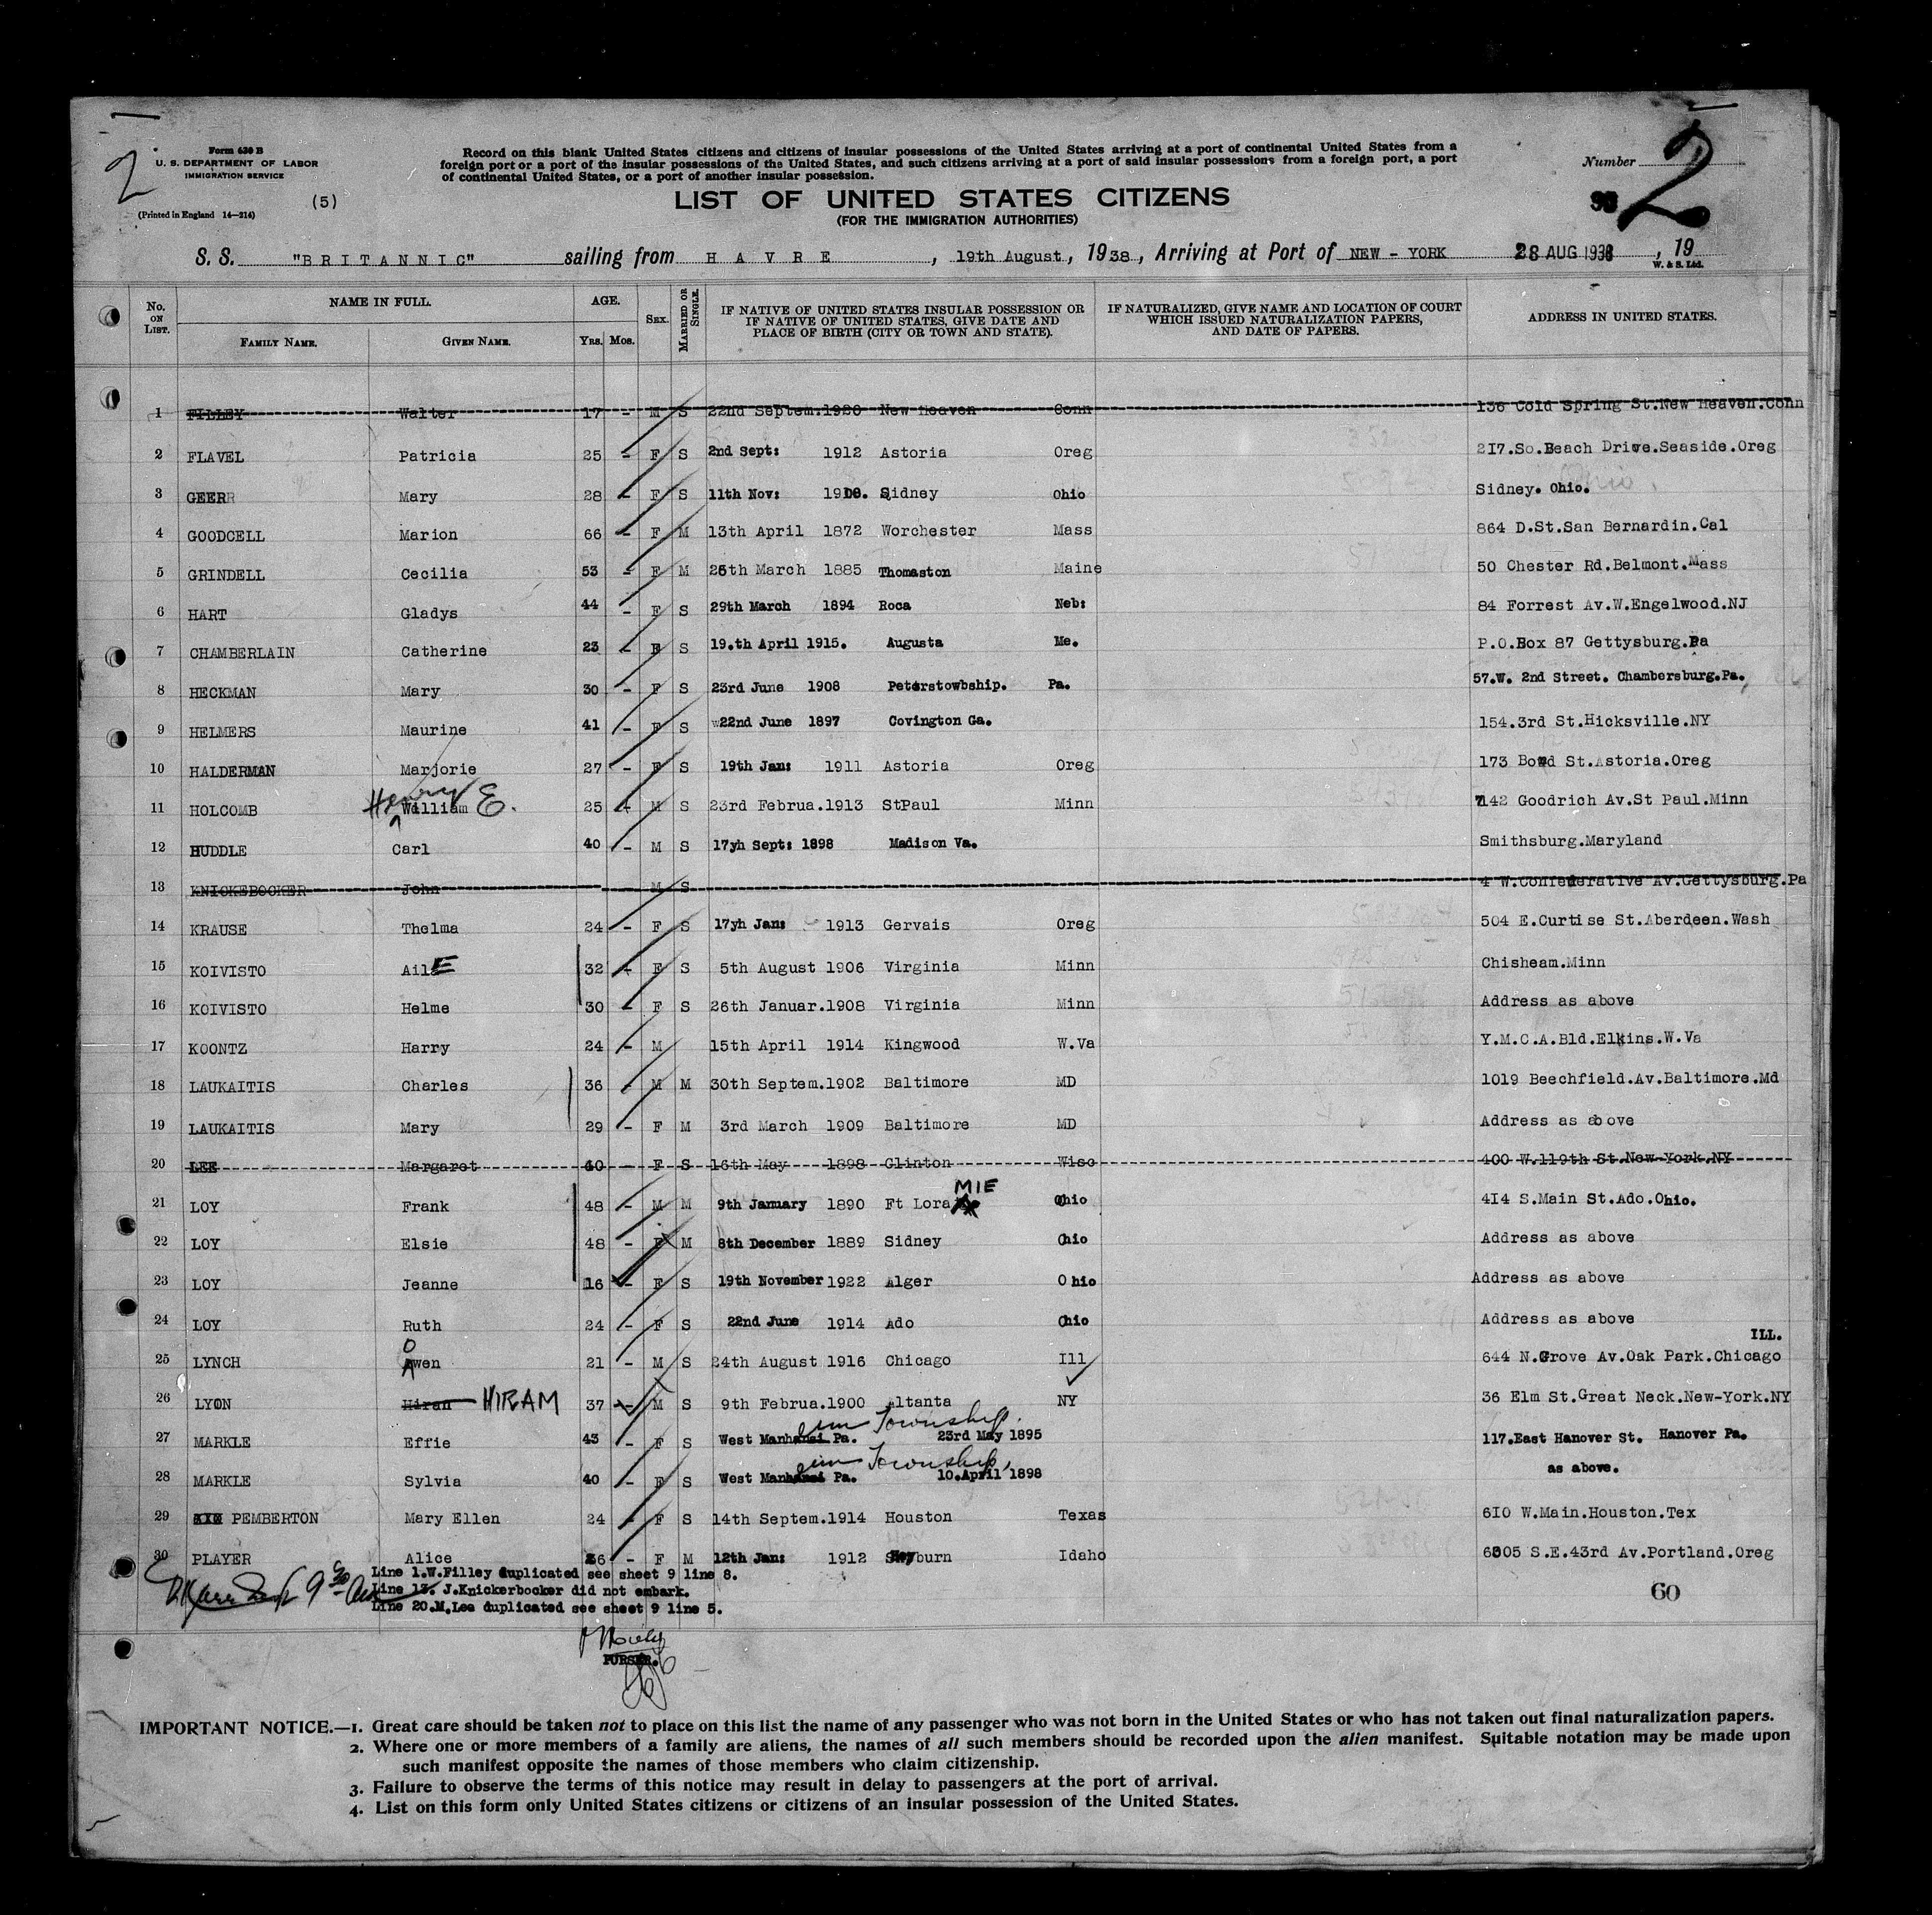 2
Form 630 B
U. S. DEPARTMENT OF LABOR
IMMIGRATION SERVICE
(Printed in England 14—214)
(5)
Record on this blank United States citizens and citizens of insular possessions of the United States arriving at a port of continental United States from a
foreign port or a port of the insular possessions of the United States, and such citizens arriving at a port of said insular possessions from a foreign port, a port
of continental United States, or a port of another insular possession.
LIST OF UNITED STATES CITIZENS
(FOR THE IMMIGRATION AUTHORITIES)
Number 2
S. S. "BRITANNIC" sailing from HAVRE, 19th August, 1938, Arriving at Port of NEW - YORK 28 AUG 1938, 19
W. & S. Ltd.
No. ON LIST. NAME IN FULL. FAMILY NAME. GIVEN NAME. AGE. YRS. MOS. SEX. MARRIED OR SINGLE. IF NATIVE OF UNITED STATES INSULAR POSSESSION OR IF NATIVE OF UNITED STATES, GIVE DATE AND PLACE OF BIRTH (CITY OR TOWN AND STATE). IF NATURALIZED, GIVE NAME AND LOCATION OF COURT WHICH ISSUED NATURALIZATION PAPERS, AND DATE OF PAPERS. ADDRESS IN UNITED STATES.
1 FILLEY Walter 17 - M S 22nd Septem.1920 New Heaven Conn 136 Cold Spring St.New Heaven.Conn
2 FLAVEL Patricia 25 - F S 2nd Sept: 1912 Astoria Oreg 217.So.Beach Drive.Seaside.Oreg
3 GEERR Mary 28 - F S 11th Nov: 1910. Sidney Ohio Sidney. Ohio.
4 GOODCELL Marion 66 - F M 13th April 1872 Worchester Mass 864 D.St.San Bernardin.Cal
5 GRINDELL Cecilia 53 - F M 26th March 1885 Thomaston Maine 50 Chester Rd.Belmont.Mass
6 HART Gladys 44 - F S 29th March 1894 Roca Neb: 84 Forrest Av.W.Engelwood.NJ
7 CHAMBERLAIN Catherine 23 - F S 19.th April 1915. Augusta Me. P.O.Box 87 Gettysburg.Pa
8 HECKMAN Mary 30 - F S 23rd June 1908 Peterstowbship. Pa. 57.W. 2nd Street. Chambersburg.Pa.
9 HELMERS Maurine 41 - F S 22nd June 1897 Covington Ga. 154.3rd St.Hicksville.NY
10 HALDERMAN Marjorie 27 - F S 19th Jan: 1911 Astoria Oreg 173 Bond St.Astoria.Oreg
11 HOLCOMB Henry William E. 25 - M S 23rd Februa.1913 StPaul Minn 1142 Goodrich Av.St Paul.Minn
12 HUDDLE Carl 40 - M S 17yh Sept: 1898 Madison Va. Smithsburg.Maryland
13 KNICKEBOCKER John M S 4 W.Confederative Av.Gettysburg.Pa
14 KRAUSE Thelma 24 - F S 17yh Jan: 1913 Gervais Oreg 504 E.Curtise St.Aberdeen.Wash
15 KOIVISTO AilE 32 - F S 5th August 1906 Virginia Minn Chisheam.Minn
16 KOIVISTO Helme 30 - F S 26th Januar.1908 Virginia Minn Address as above
17 KOONTZ Harry 24 - M 15th April 1914 Kingwood W.Va Y.M.C.A.Bld.Elkins.W.Va
18 LAUKAITIS Charles 36 - M M 30th Septem.1902 Baltimore MD 1019 Beechfield.Av.Baltimore.Md
19 LAUKAITIS Mary 29 - F M 3rd March 1909 Baltimore MD Address as above
20 LEE Margaret 40 - F S 16th May 1898 Clinton Wisc 400 W.119th St.New-York.NY
21 LOY Frank 48 - M M 9th January 1890 Ft Lora MIE Ohio 414 S.Main St.Ado.Ohio.
22 LOY Elsie 48 - F M 8th December 1889 Sidney Ohio Address as above
23 LOY Jeanne 16 - F S 19th November 1922 Alger Ohio Address as above
24 LOY Ruth 24 - F S 22nd June 1914 Ado Ohio Address as above
25 LYNCH Owen 21 - M S 24th August 1916 Chicago Ill 644 N.Grove Av.Oak Park.Chicago ILL.
26 LYON Hiran HIRAM 37 - M S 9th Februa.1900 Altanta NY 36 Elm St.Great Neck.New-York.NY
27 MARKLE Effie 43 - F S West Manheim Township. Pa. 23rd May 1895 117.East Hanover St. Hanover Pa.
28 MARKLE Sylvia 40 - F S West Manheim Township, Pa. 10.April 1898 as above.
29 PEMBERTON Mary Ellen 24 - F S 14th Septem.1914 Houston Texas 610 W.Main.Houston.Tex
30 PLAYER Alice 26 - F M 12th Jan: 1912 burn Idaho 6805 S.E.43rd Av.Portland.Oreg
Line 1.W.Filley duplicated see sheet 9 line 8.
Line 13. J.Knickerbocker did not embark.
Line 20.M.Lee duplicated see sheet 9 line 5.
60
PURSER.
IMPORTANT NOTICE.—1. Great care should be taken not to place on this list the name of any passenger who was not born in the United States or who has not taken out final naturalization papers.
2. Where one or more members of a family are aliens, the names of all such members should be recorded upon the alien manifest. Suitable notation may be made upon
such manifest opposite the names of those members who claim citizenship.
3. Failure to observe the terms of this notice may result in delay to passengers at the port of arrival.
4. List on this form only United States citizens or citizens of an insular possession of the United States.